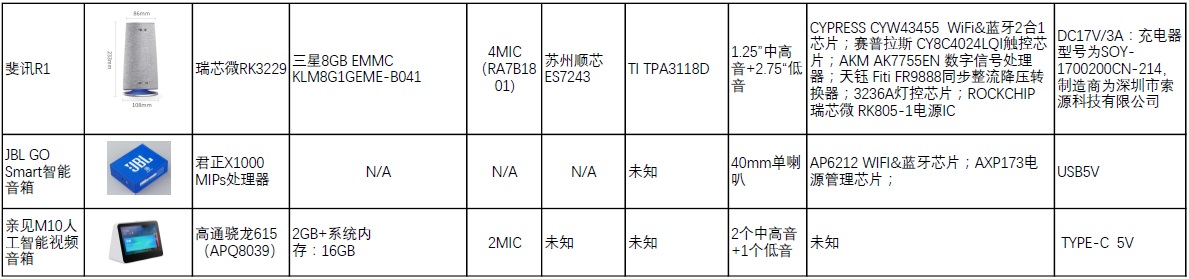 斐讯R1
86mm
233mm
108mm
瑞芯微RK3229
三星8GB EMMC
KLM8G1GEME-B041
4MIC
（RA7B18
01）
苏州顺芯
ES7243
TI TPA3118D
1.25”中高
音+2.75“低
音
CYPRESS CYW43455 WiFi&蓝牙2合1
芯片；赛普拉斯 CY8C4024LQI触控芯
片；AKM AK7755EN 数字信号处理
器；天钰 Fiti FR9888同步整流降压转
换器；3236A灯控芯片；ROCKCHIP
瑞芯微 RK805-1电源IC
DC17V/3A：充电器
型号为SOY-
1700200CN-214，
制造商为深圳市索
源科技有限公司
JBL GO
Smart智能
音箱
JBL
君正X1000
MIPs处理器
N/A
N/A
N/A
未知
40mm单喇
叭
AP6212 WIFI&蓝牙芯片；AXP173电
源管理芯片；
USB5V
亲见M10人
工智能视频
音箱
高通骁龙615
（APQ8039）
2GB+系统内
存：16GB
2MIC
未知
未知
2个中高音
+1个低音
未知
TYPE-C 5V